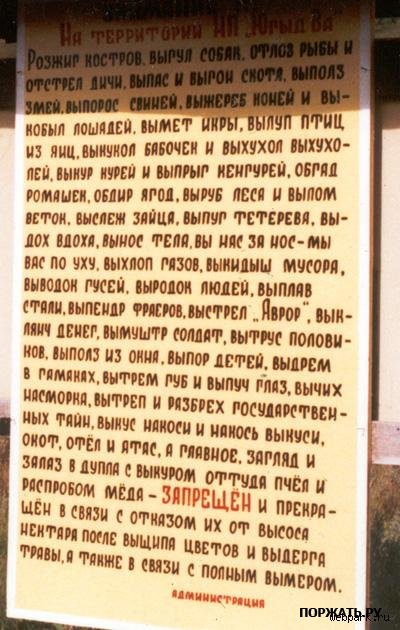 ВНИМАНИЕ!
НА ТЕРРИТОРИИ НП „ЮГЫД ВА"
РОЗЖИГ КОСТРОВ, ВЫГУЛ СОБАК, ОТЛОВ РЫБЫ И
ОТСТРЕЛ ДИЧИ, ВЫПАС И ВЫГОН СКОТА, ВЫПОЛЗ
ЗМЕЙ, ВЫПОРОС СВИНЕЙ, ВЫЖЕРЕБ КОНЕЙ И ВЫ-
КОБЫЛ ЛОШАДЕЙ, ВЫМЕТ ИКРЫ, ВЫЛУП ПТИЦ
ИЗ ЯИЦ, ВЫКУКОЛ БАБОЧЕК И ВЫХУХОЛ ВЫХУХО-
ЛЕЙ, ВЫКУР КУРЕЙ И ВЫПРЫГ КЕНГУРЕЙ, ОБГАД
РОМАШЕК, ОБДИР ЯГОД, ВЫРУБ ЛЕСА И ВЫЛОМ
ВЕТОК, ВЫСЛЕЖ ЗАЙЦА, ВЫПУГ ТЕТЕРЕВА, ВЫ-
ДОХ ВДОХА, ВЫНОС ТЕЛА, ВЫ НАС ЗА НОС-МЫ
ВАС ПО УХУ, ВЫХЛОП ГАЗОВ, ВЫКИДЫШ МУСОРА,
ВЫВОДОК ГУСЕЙ, ВЫРОДОК ЛЮДЕЙ, ВЫПЛАВ
СТАЛИ, ВЫПЕНДР ФРАЕРОВ, ВЫСТРЕЛ „АВРОР", ВЫК-
ЛЯНЧ ДЕНЕГ, ВЫМУШТР СОЛДАТ, ВЫТРУС ПОЛОВИ-
КОВ, ВЫПОЛЗ ИЗ ОКНА, ВЫПОР ДЕТЕЙ, ВЫДРЕМ
В ГАМАКАХ, ВЫТРЕМ ГУБ И ВЫПУЧ ГЛАЗ, ВЫЧИХ
НАСМОРКА, ВЫТРЕП И РАЗБРЕХ ГОСУДАРСТВЕН-
НЫХ ТАЙН, ВЫКУС НАКОСИ И НАКОСЬ ВЫКУСИ,
ОКОТ, ОТЁЛ И АТАС, А ГЛАВНОЕ, ЗАГЛЯД И
ЗАЛАЗ В ДУПЛА С ВЫКУРОМ ОТТУДА ПЧЁЛ И
РАСПРОБОМ МЁДА - ЗАПРЕЩЁН И ПРЕКРА-
ЩЁН В СВЯЗИ С ОТКАЗОМ ИХ ОТ ВЫСОСА
НЕКТАРА ПОСЛЕ ВЫЩИПА ЦВЕТОВ И ВЫДЕРГА
ТРАВЫ, А ТАКЖЕ В СВЯЗИ С ПОЛНЫМ ВЫМЕРОМ.
АДМИНИСТРАЦИЯ
ПОРЖАТЬ.РУ
webpark.ru